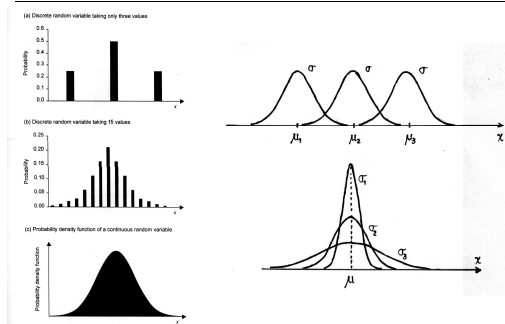 (a) Discrete random variable taking only three values
0.6
0.5
0.4
0.3
0.2
0.1
0.0
Probability
x
(b) Discrete random variable taking 15 values
0.25
0.20
0.15
0.10
0.05
0.00
Probability
x
(c) Probability density function of a continuous random variable
Probability density function
x
σ σ σ
μ₁ μ₂ μ₃ x
σ₁
σ₂
σ₃
μ x